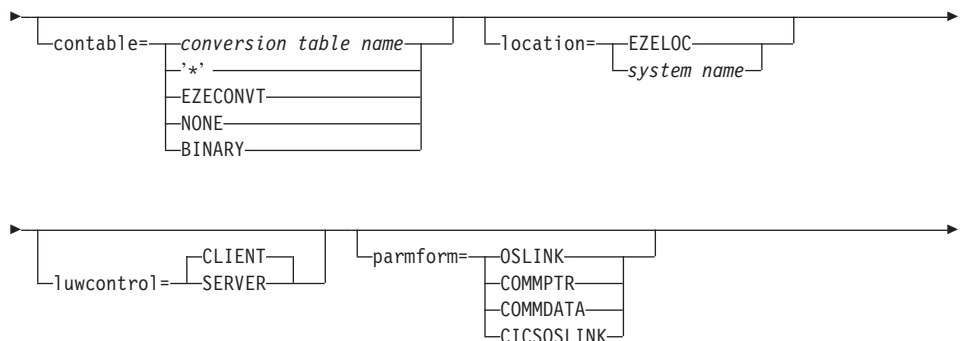 contable= conversion table name location= EZELOC
’*’ system name
EZECONVT
NONE
BINARY
CLIENT parmform= OSLINK
luwcontrol= SERVER COMMPTR
COMMDATA
CICSOSLINK